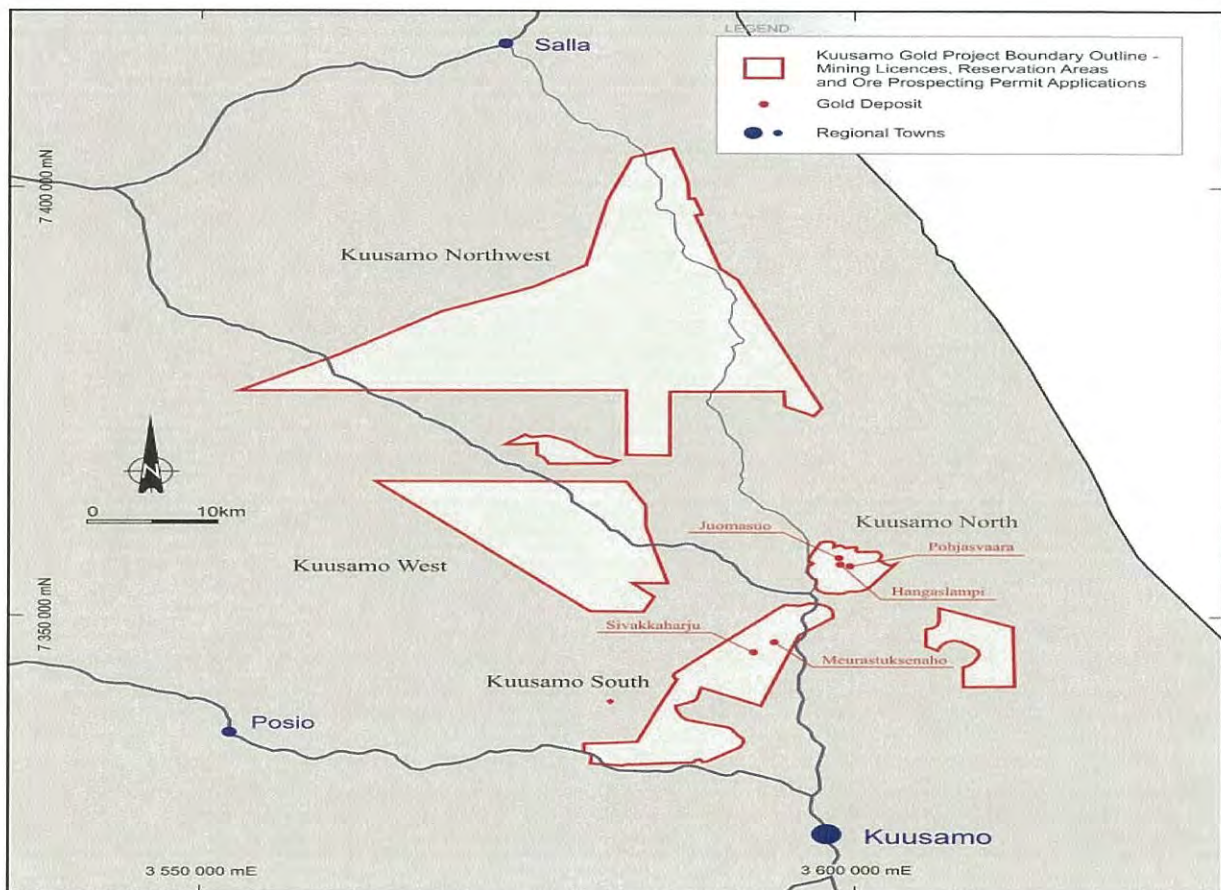 Salla
LEGEND
Kuusamo Gold Project Boundary Outline -
Mining Licences, Reservation Areas
and Ore Prospecting Permit Applications
Gold Deposit
Regional Towns
7 400 000 mN
Kuusamo Northwest
N
0 10km
Juomasuo
Kuusamo North
Pohjasvaara
Kuusamo West
Hangaslampi
7 350 000 mN
Sivakkaharju
Meurastuksenaho
Kuusamo South
Posio
Kuusamo
3 550 000 mE
3 600 000 mE